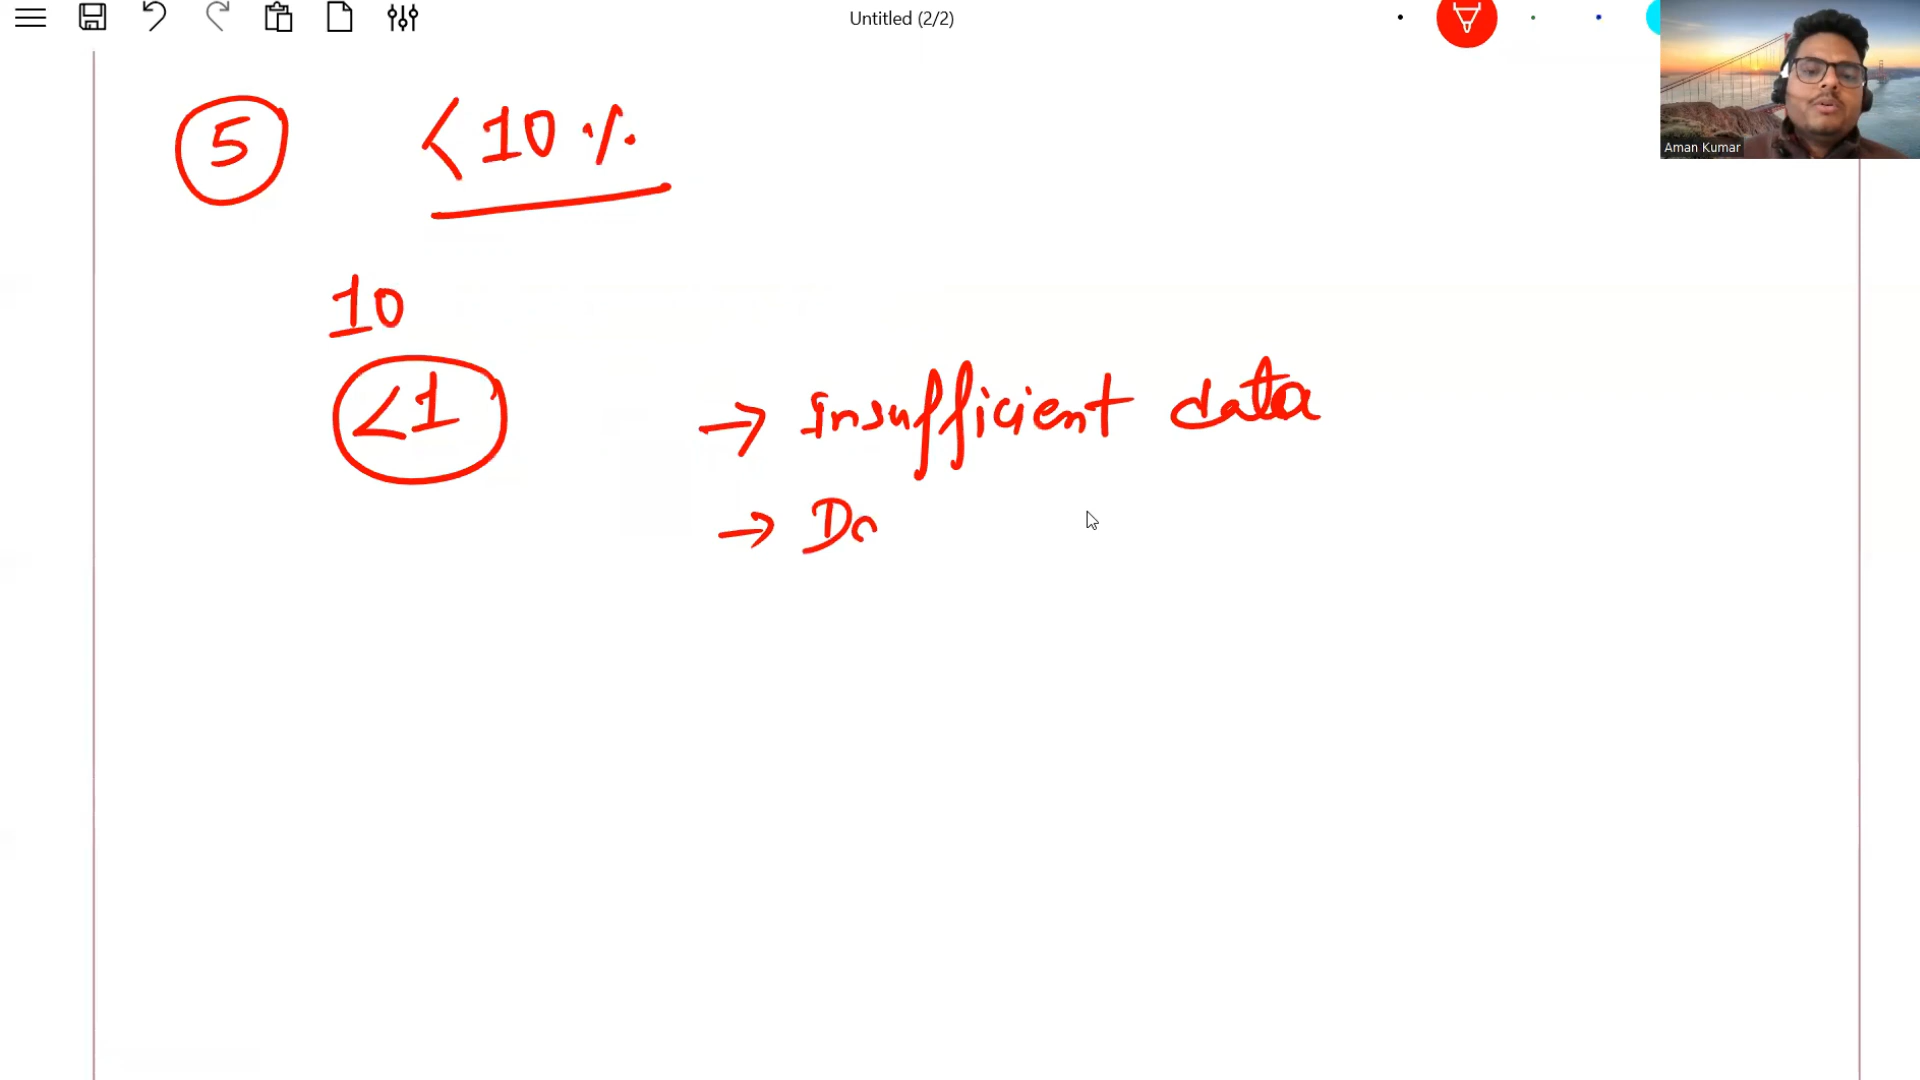 Untitled (2/2)
Aman Kumar
5 <10%
10
<1 → insufficient data
→ Da